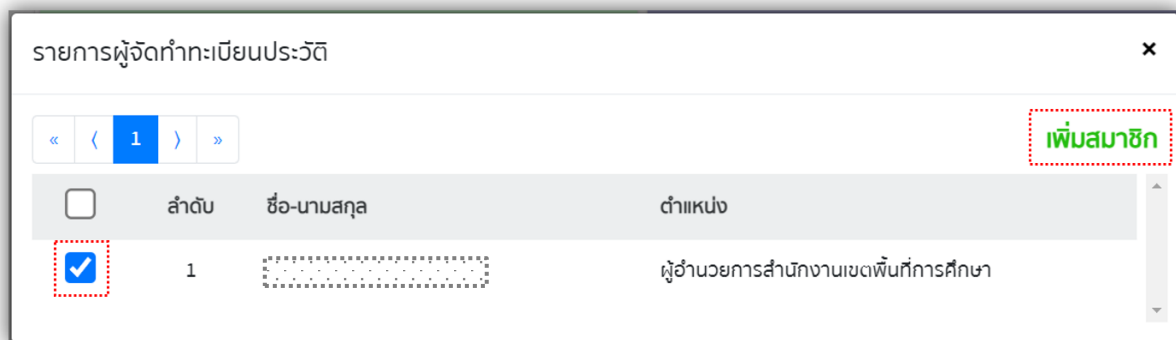 รายการผู้จัดทำทะเบียนประวัติ ×
« ⟨ 1 ⟩ » เพิ่มสมาชิก
ลำดับ ชื่อ-นามสกุล ตำแหน่ง
1 ผู้อำนวยการสำนักงานเขตพื้นที่การศึกษา